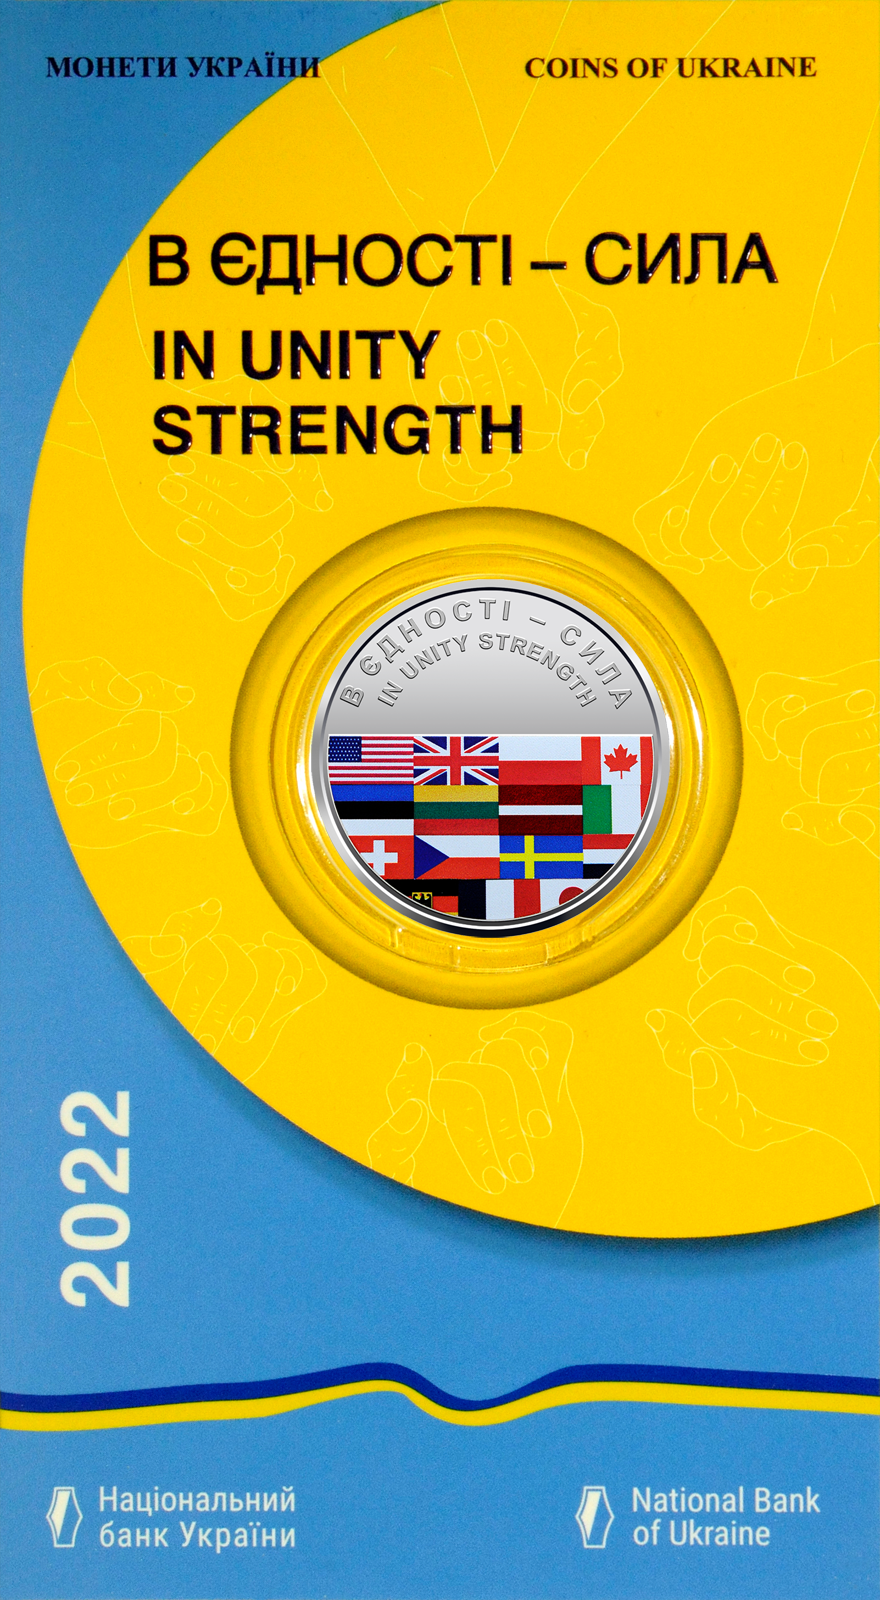 МОНЕТИ УКРАЇНИ
COINS OF UKRAINE
В ЄДНОСТІ – СИЛА
IN UNITY
STRENGTH
В ЄДНОСТІ – СИЛА
IN UNITY STRENGTH
2022
Національний
банк України
National Bank
of Ukraine